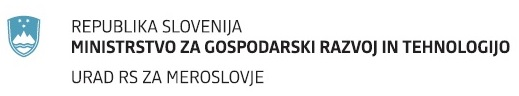 REPUBLIKA SLOVENIJA
MINISTRSTVO ZA GOSPODARSKI RAZVOJ IN TEHNOLOGIJO
URAD RS ZA MEROSLOVJE